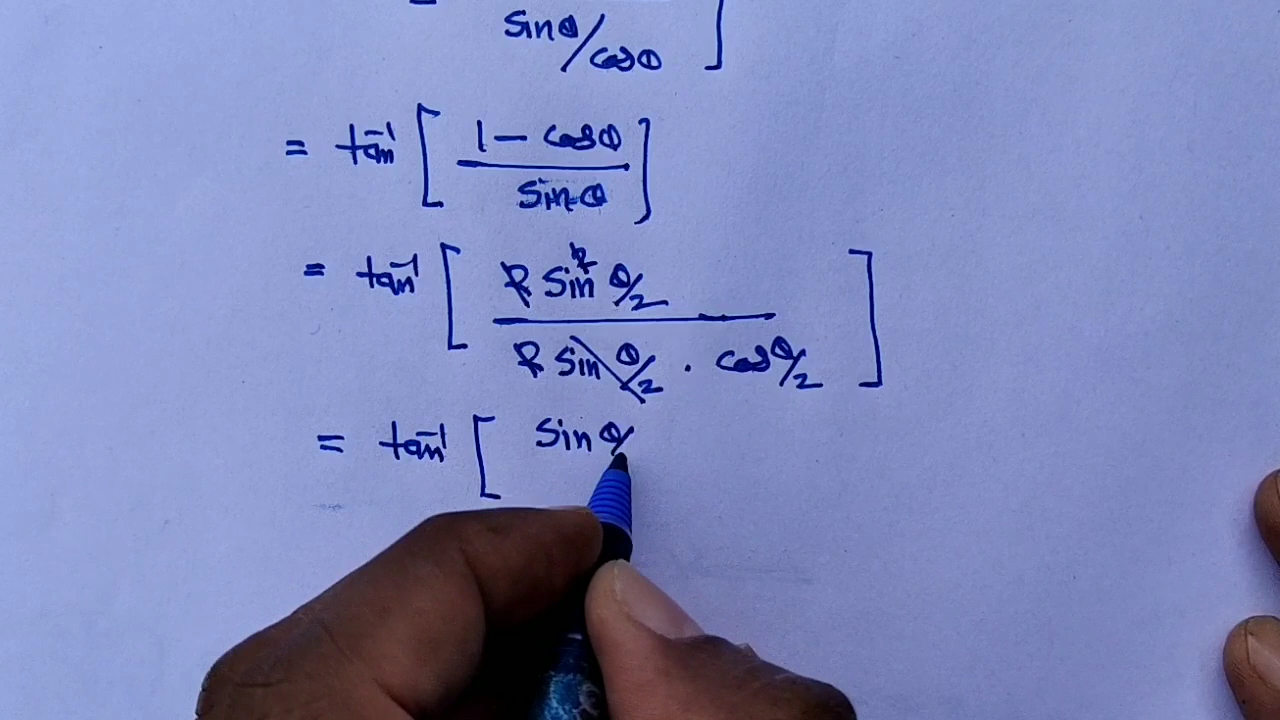 sinθ/cosθ ]
= tan⁻¹ [ 1 - cosθ / sinθ ]
= tan⁻¹ [ 2 sin² θ/2 / 2 sin θ/2 . cos θ/2 ]
= tan⁻¹ [ sin θ/